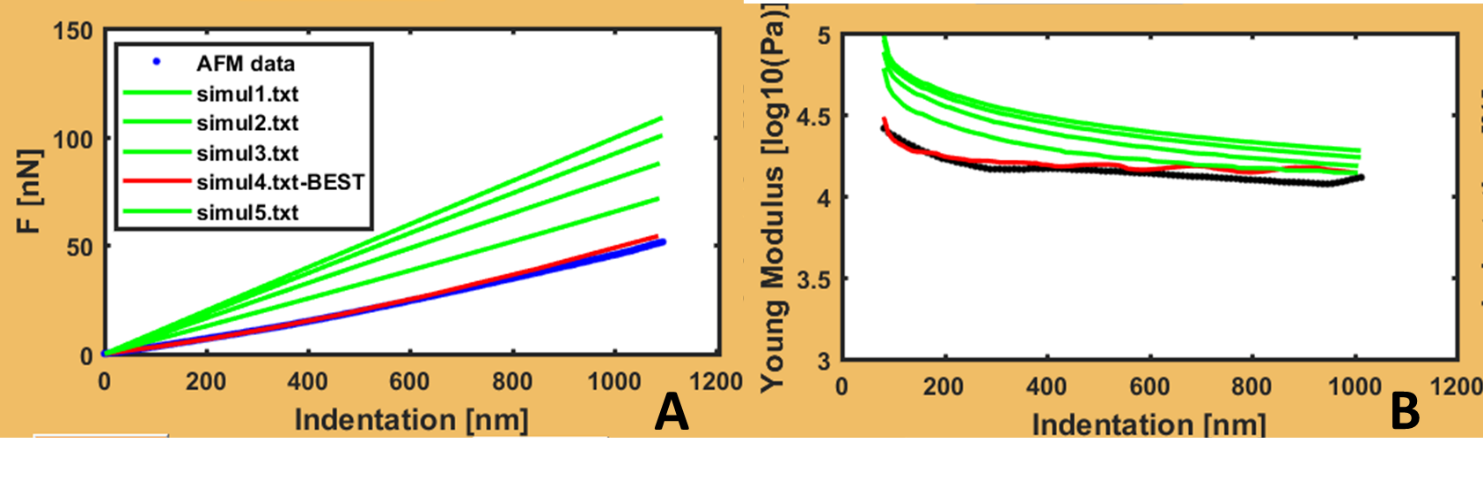 150
100
50
0
F [nN]
AFM data
simul1.txt
simul2.txt
simul3.txt
simul4.txt-BEST
simul5.txt
0 200 400 600 800 1000 1200
Indentation [nm]
A
5
4.5
4
3.5
3
Young Modulus [log10(Pa)]
0 200 400 600 800 1000 1200
Indentation [nm]
B